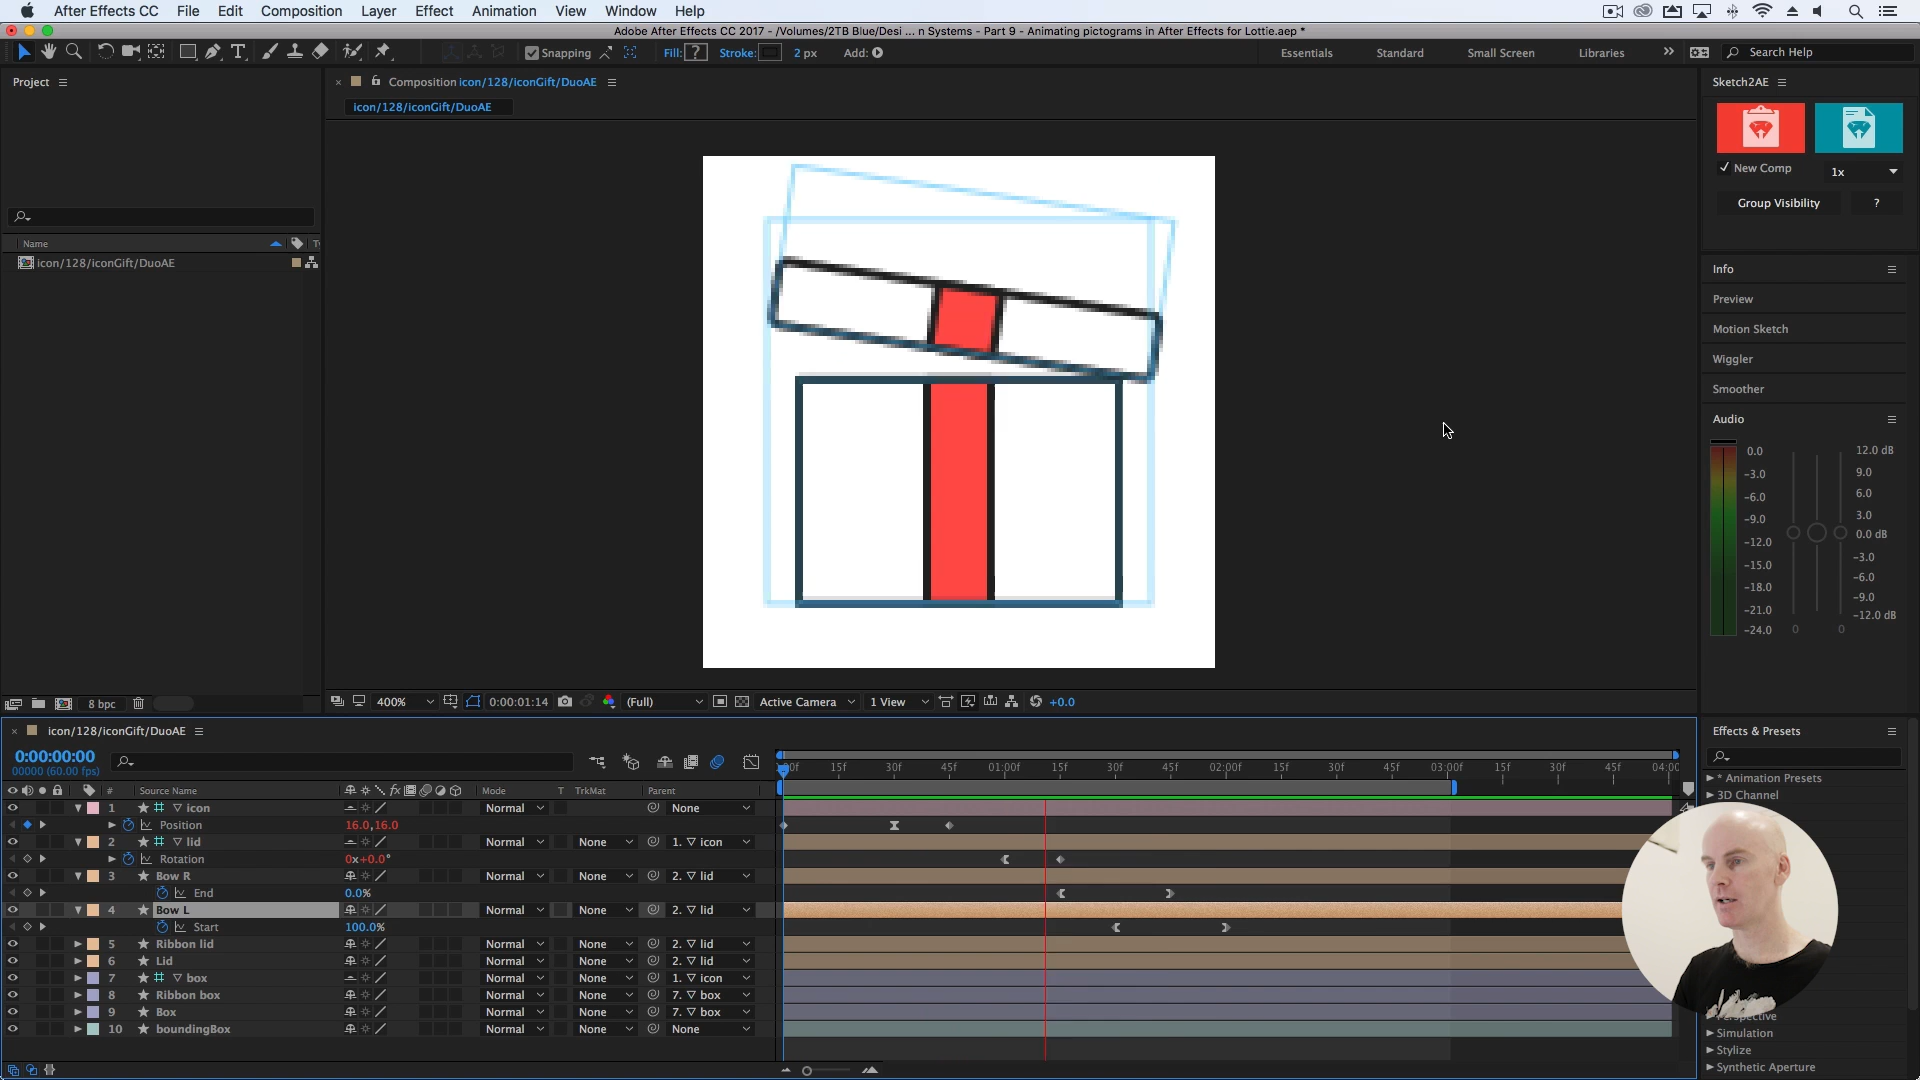 After Effects CC File Edit Composition Layer Effect Animation View Window Help
Adobe After Effects CC 2017 - /Volumes/2TB Blue/Desi ... n Systems - Part 9 - Animating pictograms in After Effects for Lottie.aep *
Snapping Fill: ? Stroke: 2 px Add: Essentials Standard Small Screen Libraries >> Search Help
Project
Composition icon/128/iconGift/DuoAE
icon/128/iconGift/DuoAE
Name
icon/128/iconGift/DuoAE
8 bpc
400% 0:00:01:14 (Full) Active Camera 1 View +0.0
Sketch2AE
New Comp 1x
Group Visibility ?
Info
Preview
Motion Sketch
Wiggler
Smoother
Audio
0.0 12.0 dB
-3.0 9.0
-6.0 6.0
-9.0 3.0
-12.0 0.0 dB
-15.0 -3.0
-18.0 -6.0
-21.0 -9.0
-24.0 -12.0 dB
0 0
icon/128/iconGift/DuoAE
0:00:00:00
00000 (60.00 fps)
15f 30f 45f 01:00f 15f 30f 45f 02:00f 15f 30f 45f 03:00f 15f 30f 45f
# Source Name fx Mode T TrkMat Parent
1 icon Normal None
Position 16.0,16.0
2 lid Normal None 1. icon
Rotation 0x+0.0°
3 Bow R Normal None 2. lid
End 0.0%
4 Bow L Normal None 2. lid
Start 100.0%
5 Ribbon lid Normal None 2. lid
6 Lid Normal None 2. lid
7 box Normal None 1. icon
8 Ribbon box Normal None 7. box
9 Box Normal None 7. box
10 boundingBox Normal None None
Effects & Presets
* Animation Presets
3D Channel
Simulation
Stylize
Synthetic Aperture